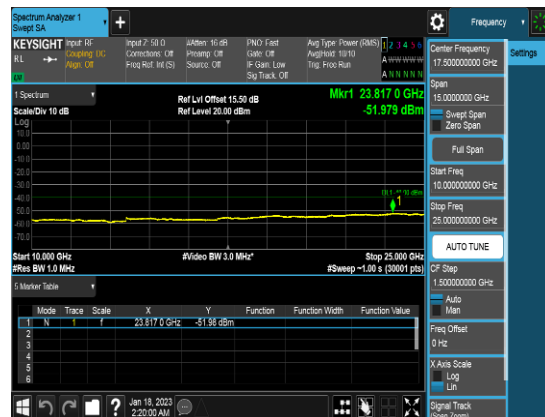 Spectrum Analyzer 1
Swept SA
+
Frequency
KEYSIGHT
Input: RF
Coupling: DC
Align: Off
Input Z: 50 Ω
Corrections: Off
Freq Ref: Int (S)
#Atten: 16 dB
Preamp: Off
Source: Off
PNO: Fast
Gate: Off
IF Gain: Low
Sig Track: Off
Avg Type: Power (RMS)
Avg|Hold: 10/10
Trig: Free Run
1 2 3 4 5 6
A W W W W W
A N N N N N
R L
1 Spectrum
Scale/Div 10 dB
Ref Lvl Offset 15.50 dB
Ref Level 20.00 dBm
Mkr1 23.817 0 GHz
-51.979 dBm
Log
10.0
0.00
-10.0
-20.0
-30.0
-40.0
-50.0
-60.0
-70.0
1
Start 10.000 GHz
#Res BW 1.0 MHz
#Video BW 3.0 MHz*
Stop 25.000 GHz
#Sweep ~1.00 s (30001 pts)
5 Marker Table
Mode Trace Scale X Y Function Function Width Function Value
1 N 1 f 23.817 0 GHz -51.98 dBm
2
3
4
5
6
Jan 18, 2023
2:20:00 AM
Center Frequency
17.500000000 GHz
Settings
Span
15.0000000 GHz
Swept Span
Zero Span
Full Span
Start Freq
10.000000000 GHz
Stop Freq
25.000000000 GHz
AUTO TUNE
CF Step
1.500000000 GHz
Auto
Man
Freq Offset
0 Hz
X Axis Scale
Log
Lin
Signal Track
(Span Zoom)